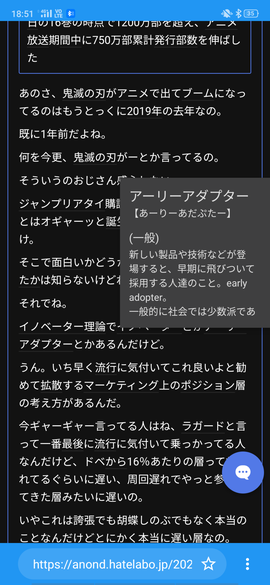 18:51
51%
日の16巻の時点で1200万部を超え、アニメ
放送期間中に750万部累計発行部数を伸ばし
た
あのさ、鬼滅の刃がアニメで出てブームになっ
てるのはもうとっくに2019年の去年なの。
既に1年前だよね。
何を今更、鬼滅の刃がーとか言ってるの。
そういうのおじさん
ジャンプリアタイ購
とはオギャーッと誕
け。
そこで面白いかどう
たかは知らないけど
それでね。
イノベーター理論で
アダプターとかあるんだけど。
うん。いち早く流行に気付いてこれ良いよと勧
めて拡散するマーケティング上のポジション層
の考え方があるんだ。
今ギャーギャー言ってる人はね、ラガードと言
って一番最後に流行に気付いて乗っかってる人
なんだけど、ドベから16%あたりの層って
れてるぐらいに遅い、周回遅れでやっと参
てきた層みたいに遅いの。
いやこれは誇張でも胡蝶しのぶでもなく本当の
ことなんだけどとにかく本当に遅い層なの。
アーリーアダプター
【あーりーあだぷたー】
(一般)
新しい製品や技術などが登
場すると、早期に飛びついて
採用する人達のこと。early
adopter。
一般的に社会では少数派であ
https://anond.hatelabo.jp/202